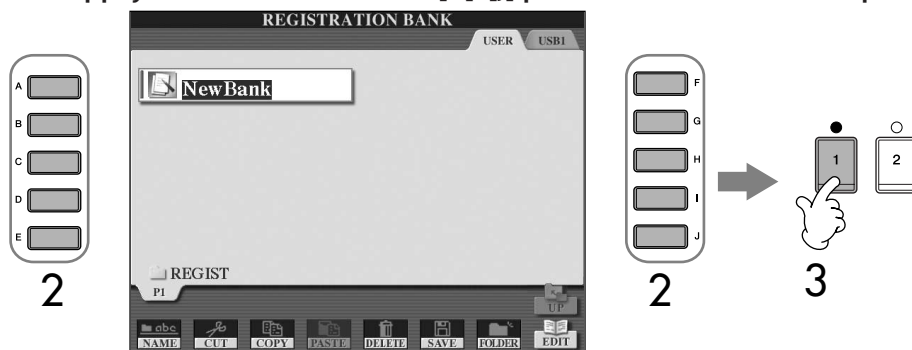 REGISTRATION BANK
USER USB1
NewBank
A
B
C
D
E
F
G
H
I
J
1 2
2
2
3
REGIST
P1
UP
abc
NAME CUT COPY PASTE DELETE SAVE FOLDER EDIT